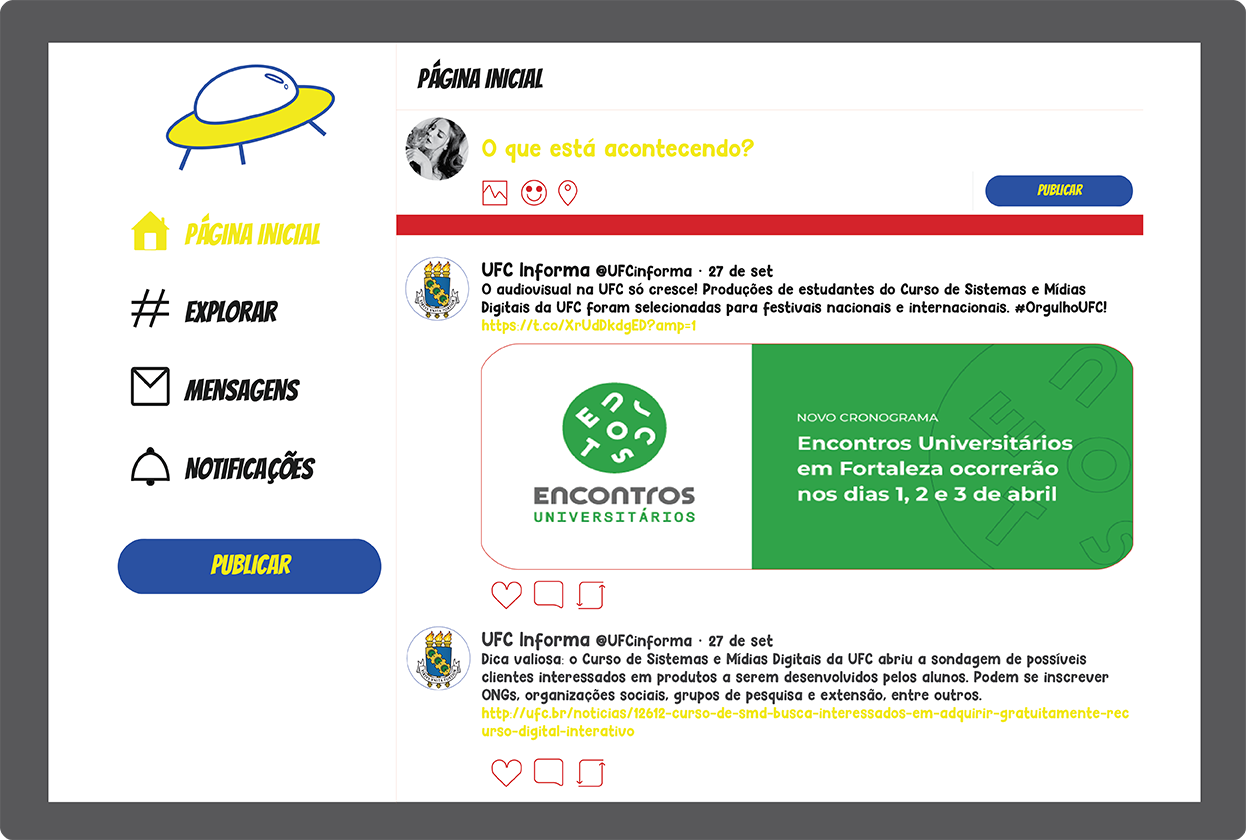 PÁGINA INICIAL
EXPLORAR
MENSAGENS
NOTIFICAÇÕES
PUBLICAR
PÁGINA INICIAL
O que está acontecendo?
PUBLICAR
UFC Informa @UFCinforma · 27 de set
O audiovisual na UFC só cresce! Produções de estudantes do Curso de Sistemas e Mídias
Digitais da UFC foram selecionadas para festivais nacionais e internacionais. #OrgulhoUFC!
https://t.co/XrUdDkdgED?amp=1
ENCONTROS
UNIVERSITÁRIOS
NOVO CRONOGRAMA
Encontros Universitários
em Fortaleza ocorrerão
nos dias 1, 2 e 3 de abril
UFC Informa @UFCinforma · 27 de set
Dica valiosa: o Curso de Sistemas e Mídias Digitais da UFC abriu a sondagem de possíveis
clientes interessados em produtos a serem desenvolvidos pelos alunos. Podem se inscrever
ONGs, organizações sociais, grupos de pesquisa e extensão, entre outros.
http://ufc.br/noticias/12612-curso-de-smd-busca-interessados-em-adquirir-gratuitamente-rec
urso-digital-interativo